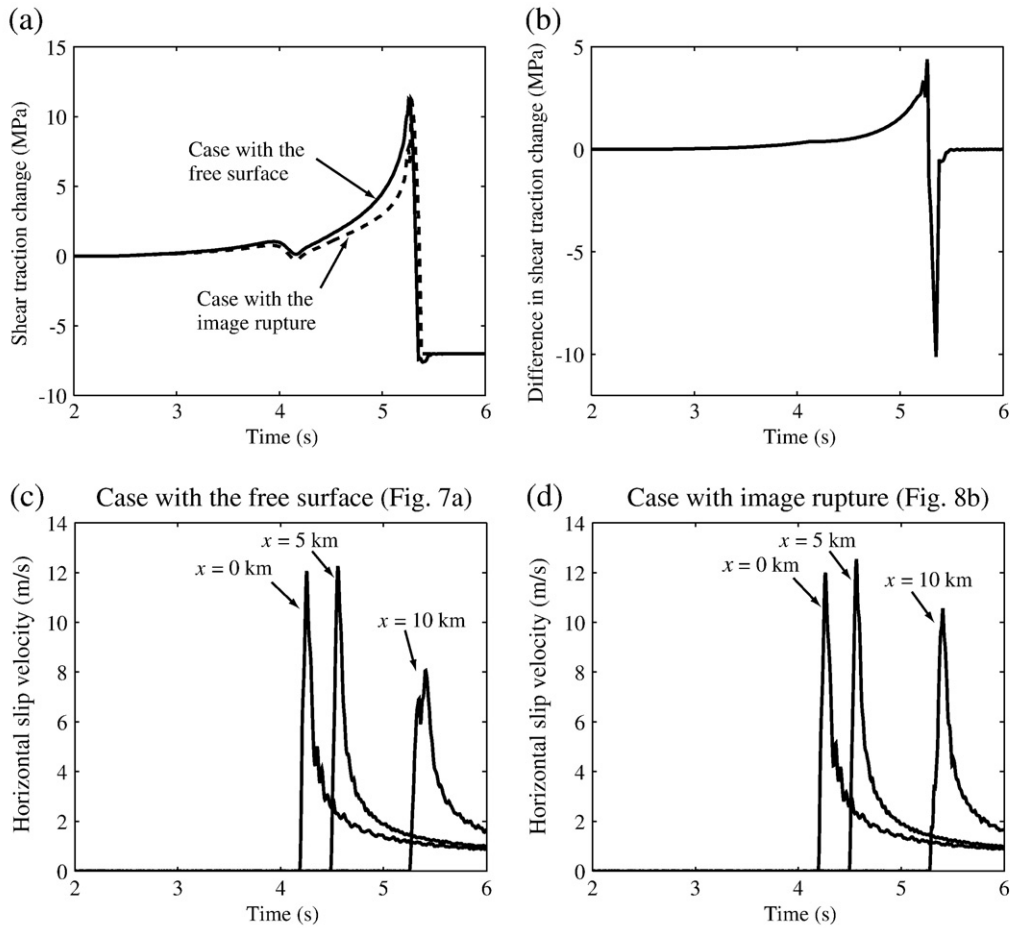 (a)
Shear traction change (MPa)
15
10
5
0
-5
-10
2
3
4
5
6
Time (s)
Case with the
free surface
Case with the
image rupture
(b)
Difference in shear traction change (MPa)
5
0
-5
-10
2
3
4
5
6
Time (s)
(c)
Case with the free surface (Fig. 7a)
Horizontal slip velocity (m/s)
14
12
10
8
6
4
2
0
2
3
4
5
6
Time (s)
x = 5 km
x = 0 km
x = 10 km
(d)
Case with image rupture (Fig. 8b)
Horizontal slip velocity (m/s)
14
12
10
8
6
4
2
0
2
3
4
5
6
Time (s)
x = 5 km
x = 0 km
x = 10 km